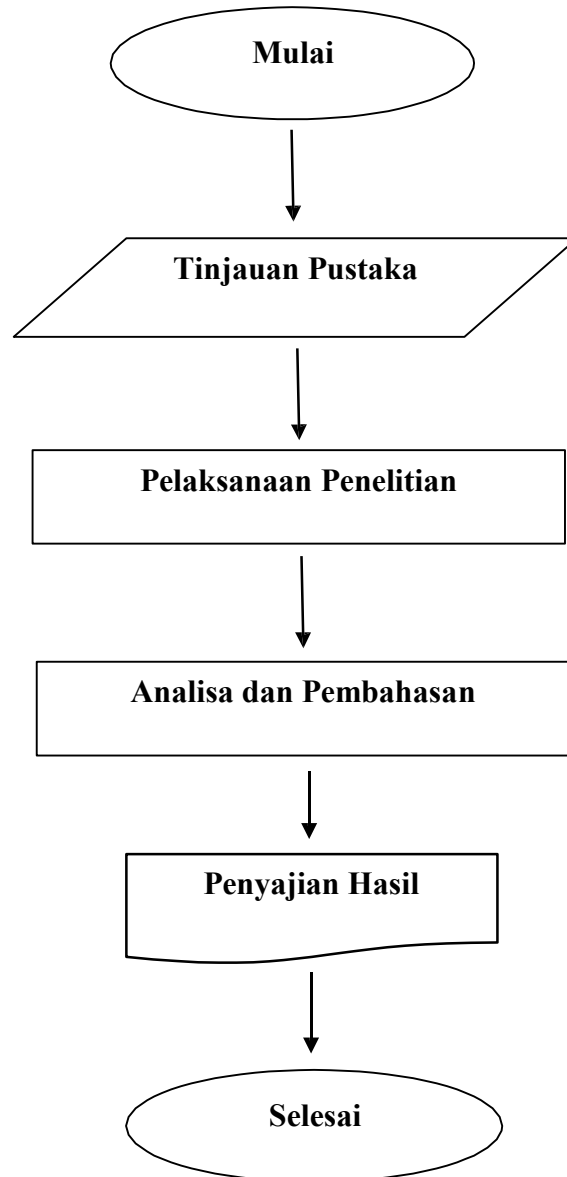 Mulai
Tinjauan Pustaka
Pelaksanaan Penelitian
Analisa dan Pembahasan
Penyajian Hasil
Selesai